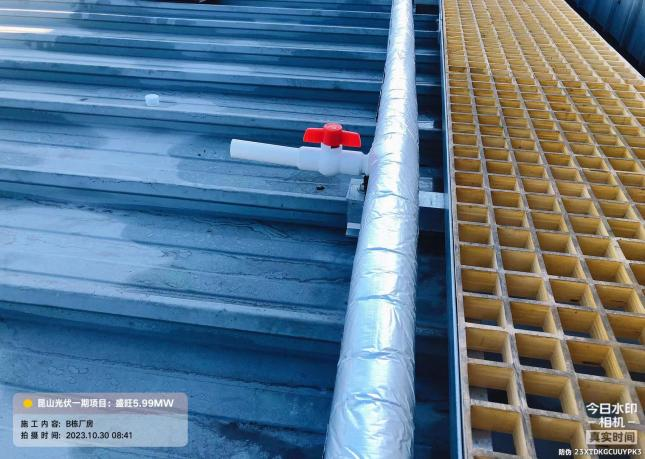 昆山光伏一期项目：盛旺5.99MW
施工内容：B栋厂房
拍摄时间：2023.10.30 08:41
今日水印
相机
真实时间
防伪 23XTDKGCUUYPK3